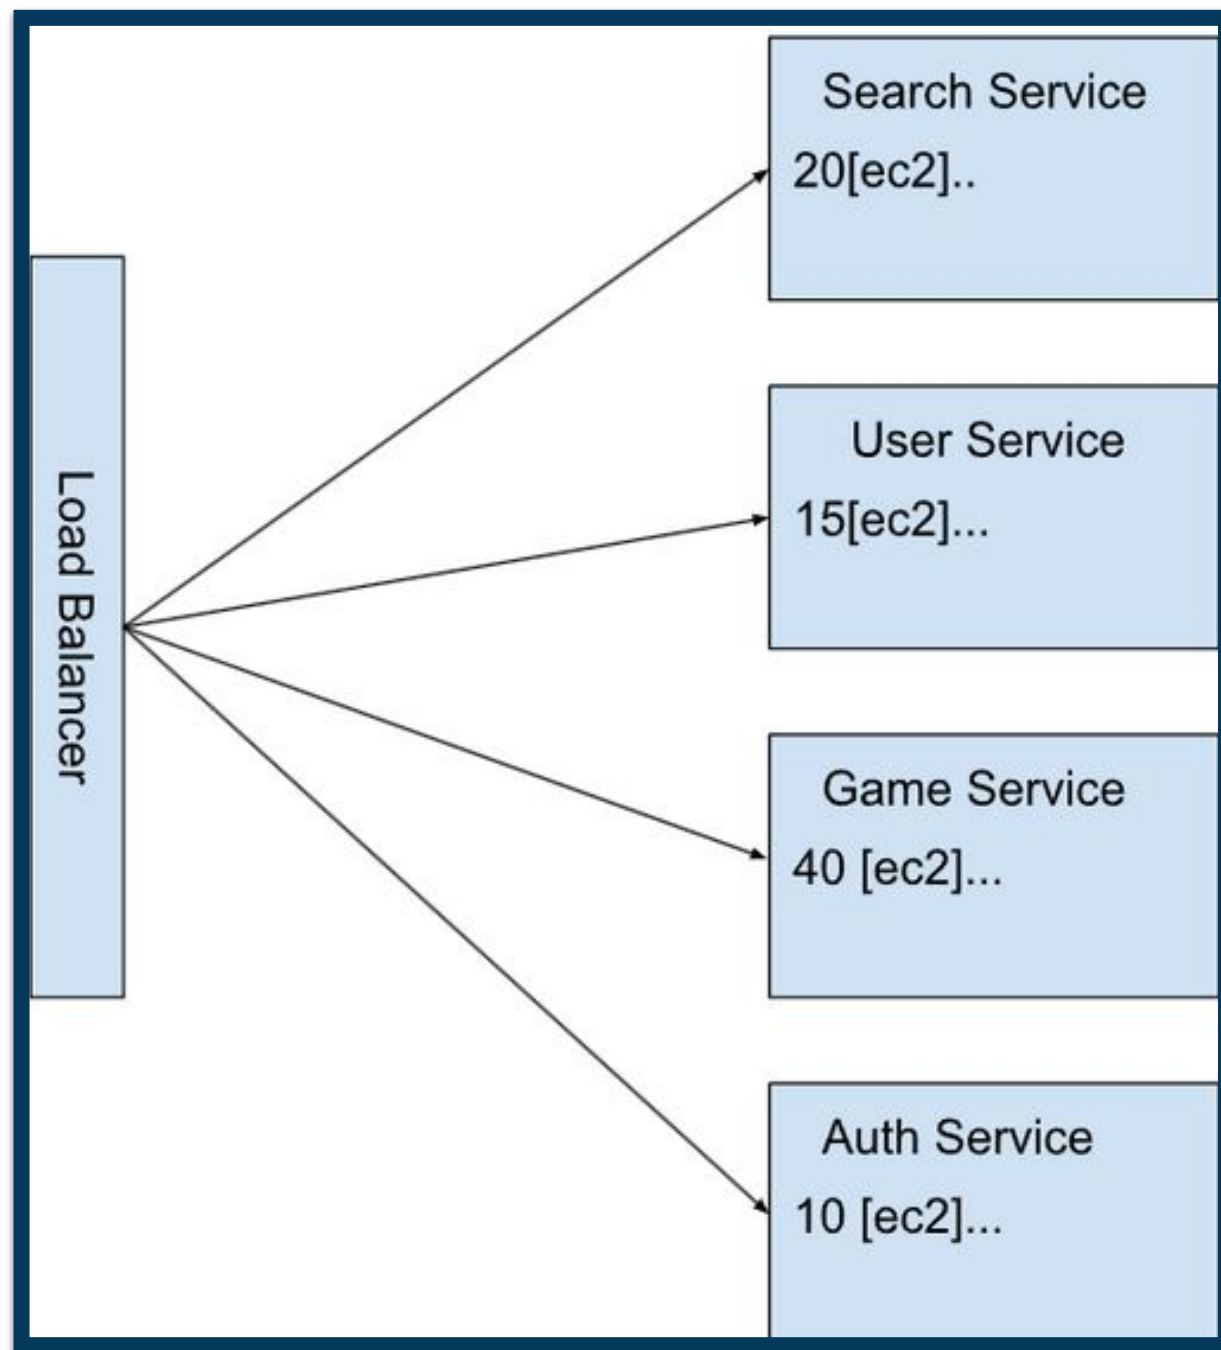 Load Balancer
Search Service
20[ec2]..
User Service
15[ec2]...
Game Service
40 [ec2]...
Auth Service
10 [ec2]...